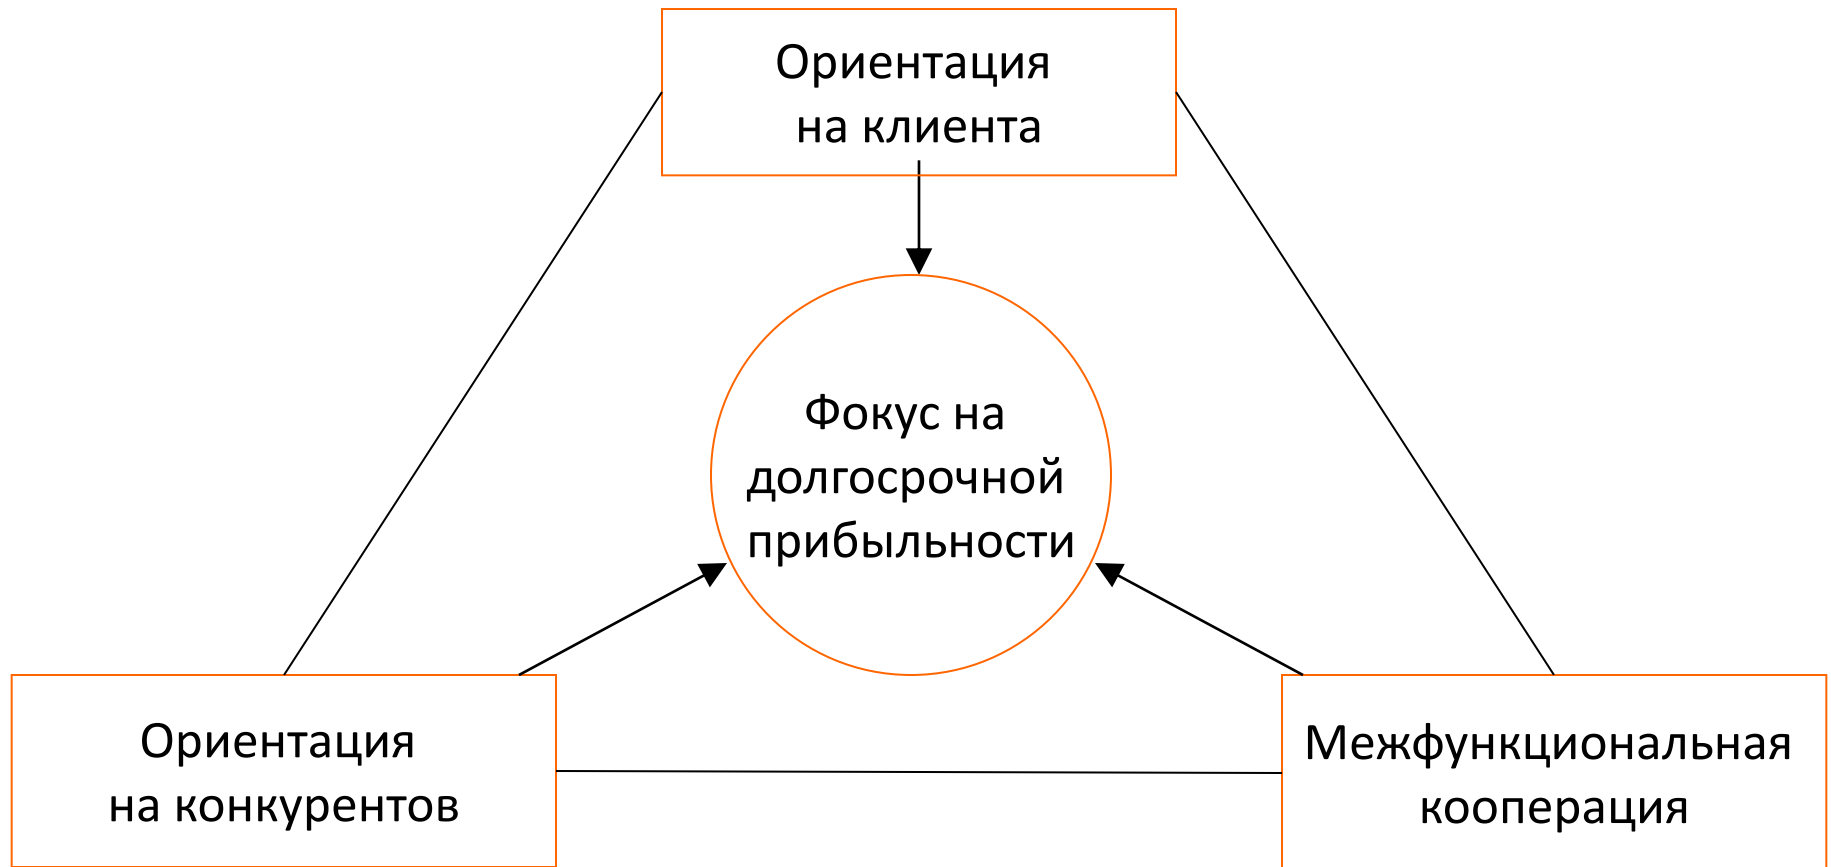 Ориентация
на клиента
Фокус на
долгосрочной
прибыльности
Ориентация
на конкурентов
Межфункциональная
кооперация